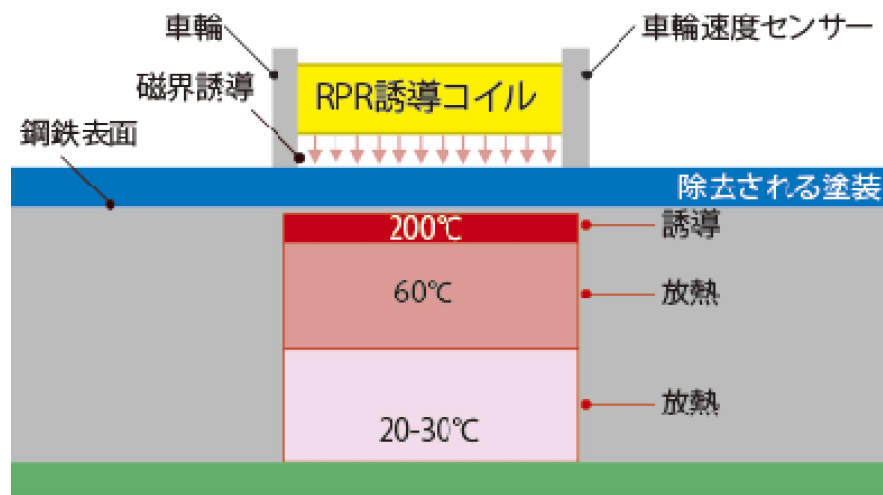 車輪
車輪速度センサー
磁界誘導
RPR誘導コイル
鋼鉄表面
除去される塗装
200℃
誘導
60℃
放熱
放熱
20-30℃